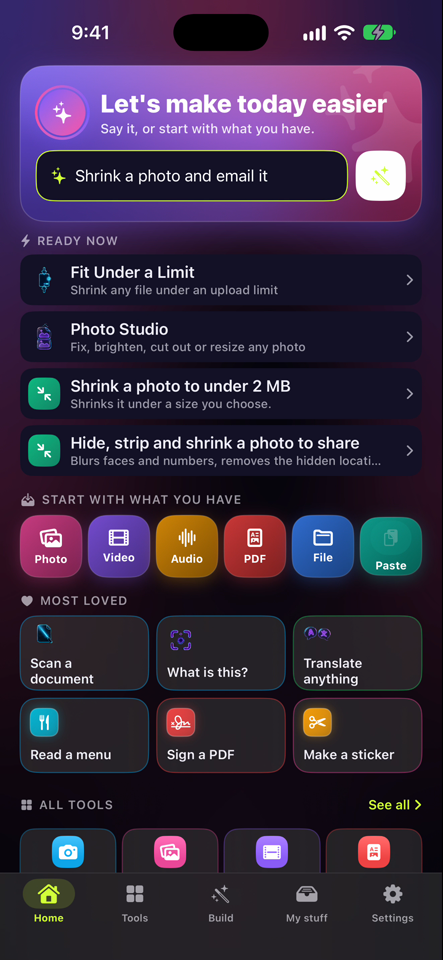 9:41
Let's make today easier
Say it, or start with what you have.
Shrink a photo and email it
READY NOW
Fit Under a Limit
Shrink any file under an upload limit
Photo Studio
Fix, brighten, cut out or resize any photo
Shrink a photo to under 2 MB
Shrinks it under a size you choose.
Hide, strip and shrink a photo to share
Blurs faces and numbers, removes the hidden locati...
START WITH WHAT YOU HAVE
Photo
Video
Audio
PDF
File
Paste
MOST LOVED
Scan a
document
What is this?
Translate
anything
Read a menu
Sign a PDF
Make a sticker
ALL TOOLS
See all
Home
Tools
Build
My stuff
Settings